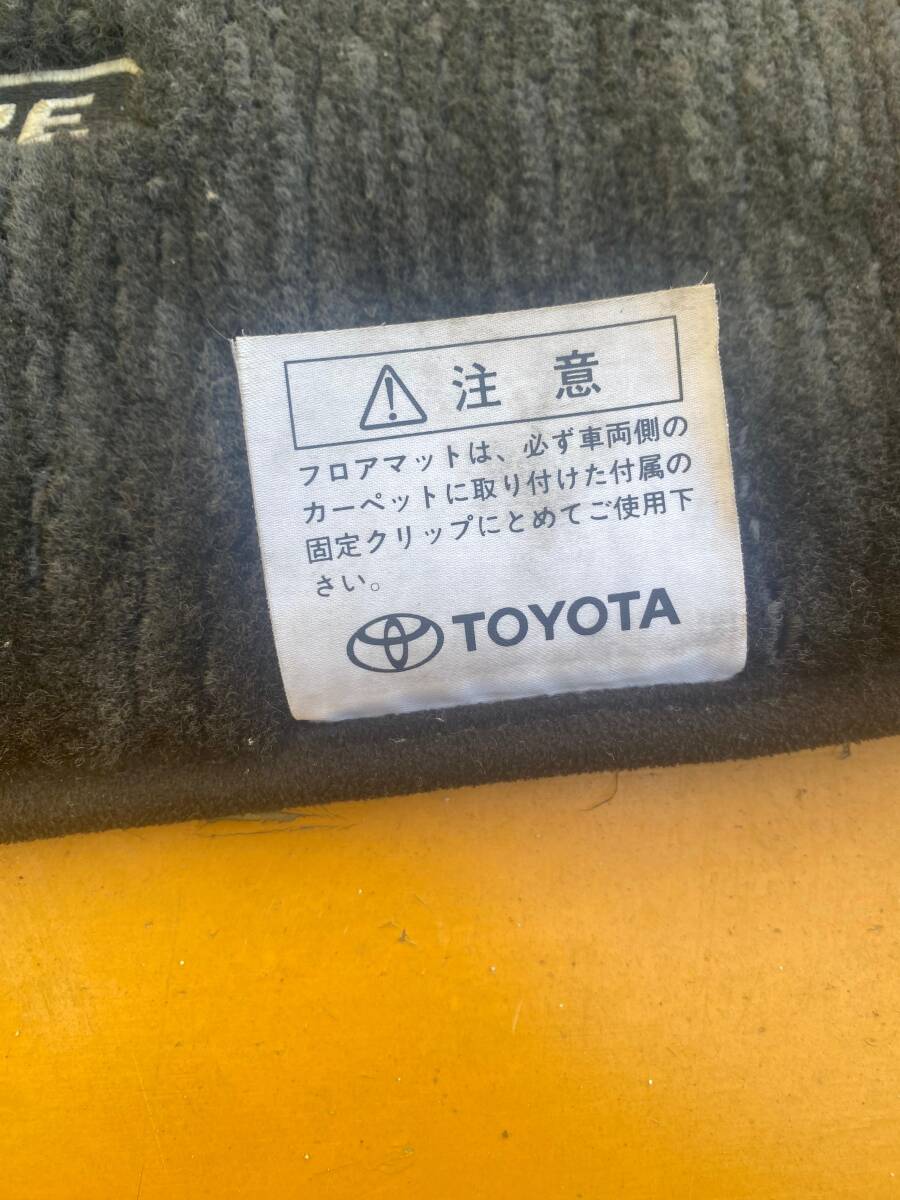 PE
注 意
フロアマットは、必ず車両側の
カーペットに取り付けた付属の
固定クリップにとめてご使用下
さい。
TOYOTA